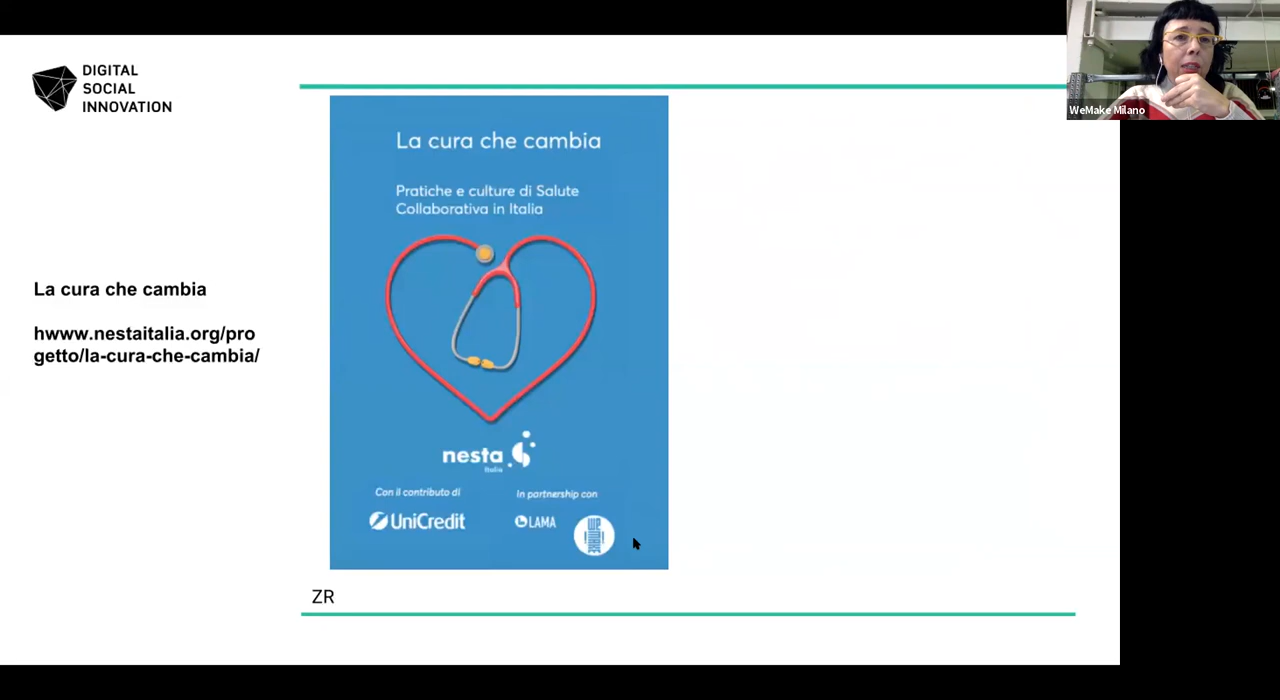 DIGITAL
SOCIAL
INNOVATION
WeMake Milano
La cura che cambia
Pratiche e culture di Salute
Collaborativa in Italia
La cura che cambia
hwww.nestaitalia.org/pro
getto/la-cura-che-cambia/
nesta
Italia
Con il contributo di
In partnership con
UniCredit
LAMA
WE
MAKE
ZR